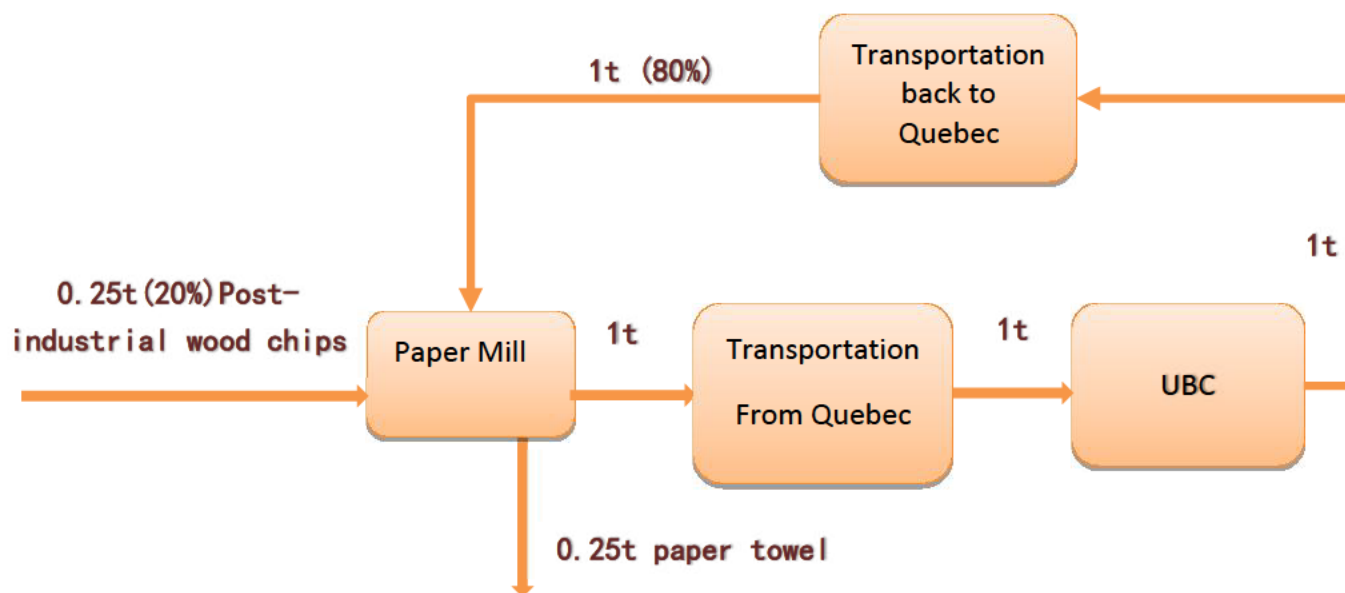 Transportation
back to
Quebec
1t (80%)
1t
0.25t(20%)Post-
industrial wood chips
Paper Mill
1t
Transportation
From Quebec
1t
UBC
0.25t paper towel